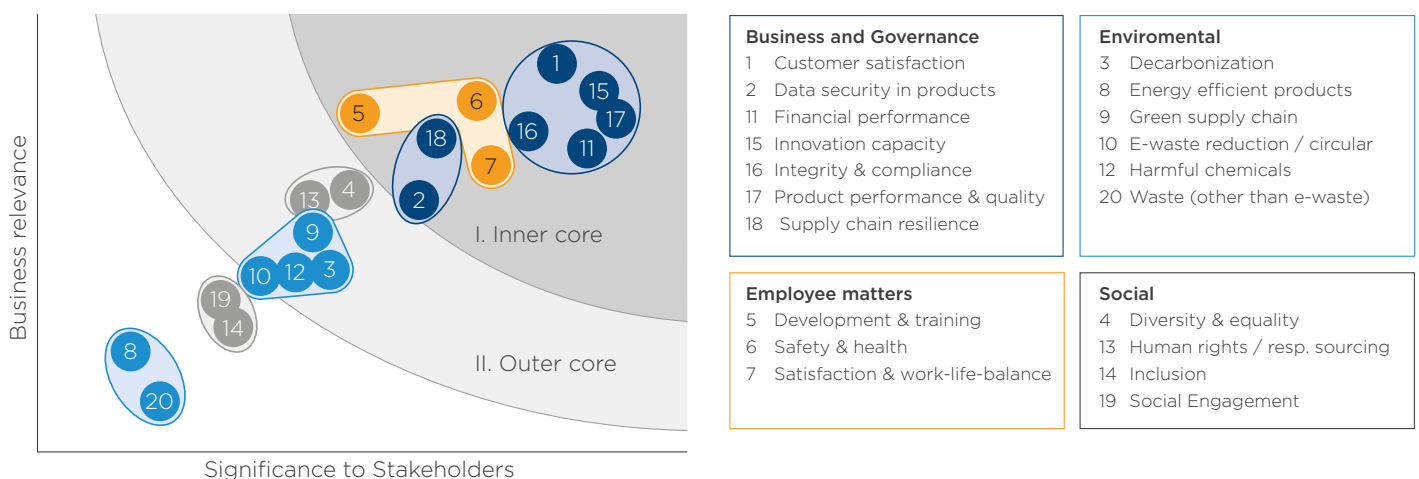 Business relevance
1
15
17
16
11
5
6
18
7
2
4
13
9
10
12
3
19
14
8
20
I. Inner core
II. Outer core
Significance to Stakeholders
Business and Governance
1 Customer satisfaction
2 Data security in products
11 Financial performance
15 Innovation capacity
16 Integrity & compliance
17 Product performance & quality
18 Supply chain resilience
Enviromental
3 Decarbonization
8 Energy efficient products
9 Green supply chain
10 E-waste reduction / circular
12 Harmful chemicals
20 Waste (other than e-waste)
Employee matters
5 Development & training
6 Safety & health
7 Satisfaction & work-life-balance
Social
4 Diversity & equality
13 Human rights / resp. sourcing
14 Inclusion
19 Social Engagement